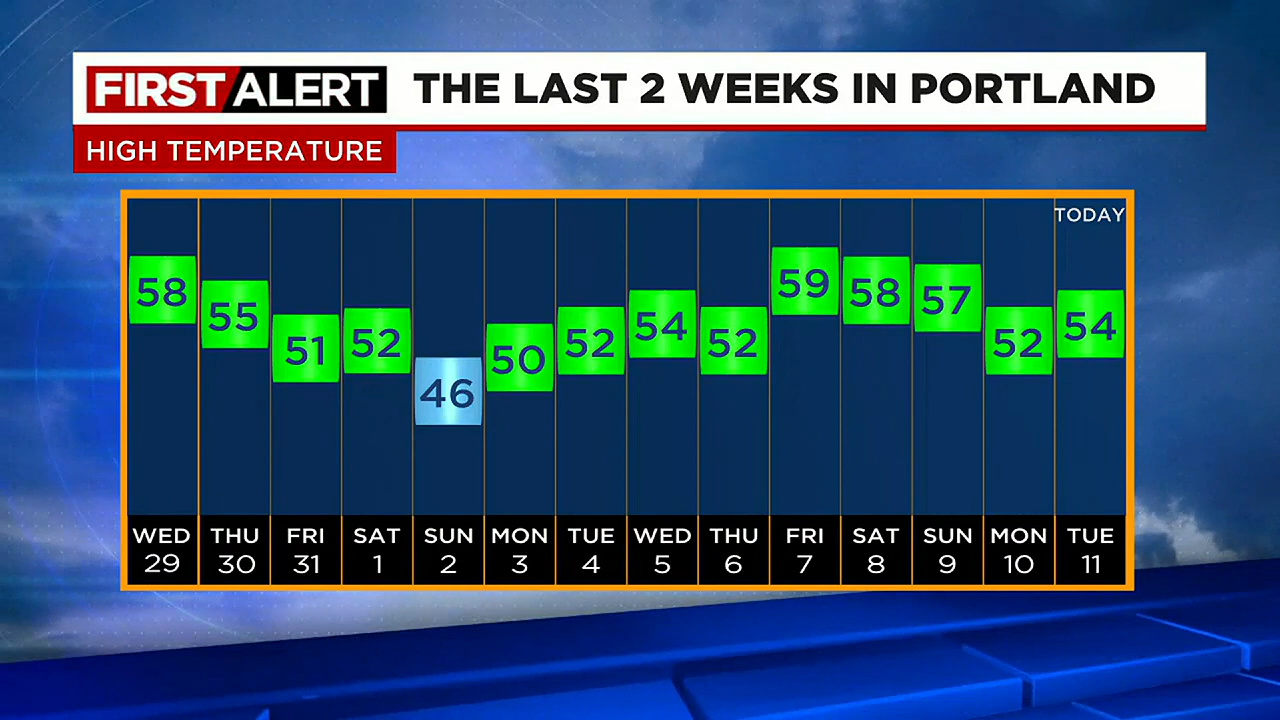 FIRST ALERT THE LAST 2 WEEKS IN PORTLAND
HIGH TEMPERATURE
TODAY
58 55 51 52 46 50 52 54 52 59 58 57 52 54
WED THU FRI SAT SUN MON TUE WED THU FRI SAT SUN MON TUE
29 30 31 1 2 3 4 5 6 7 8 9 10 11